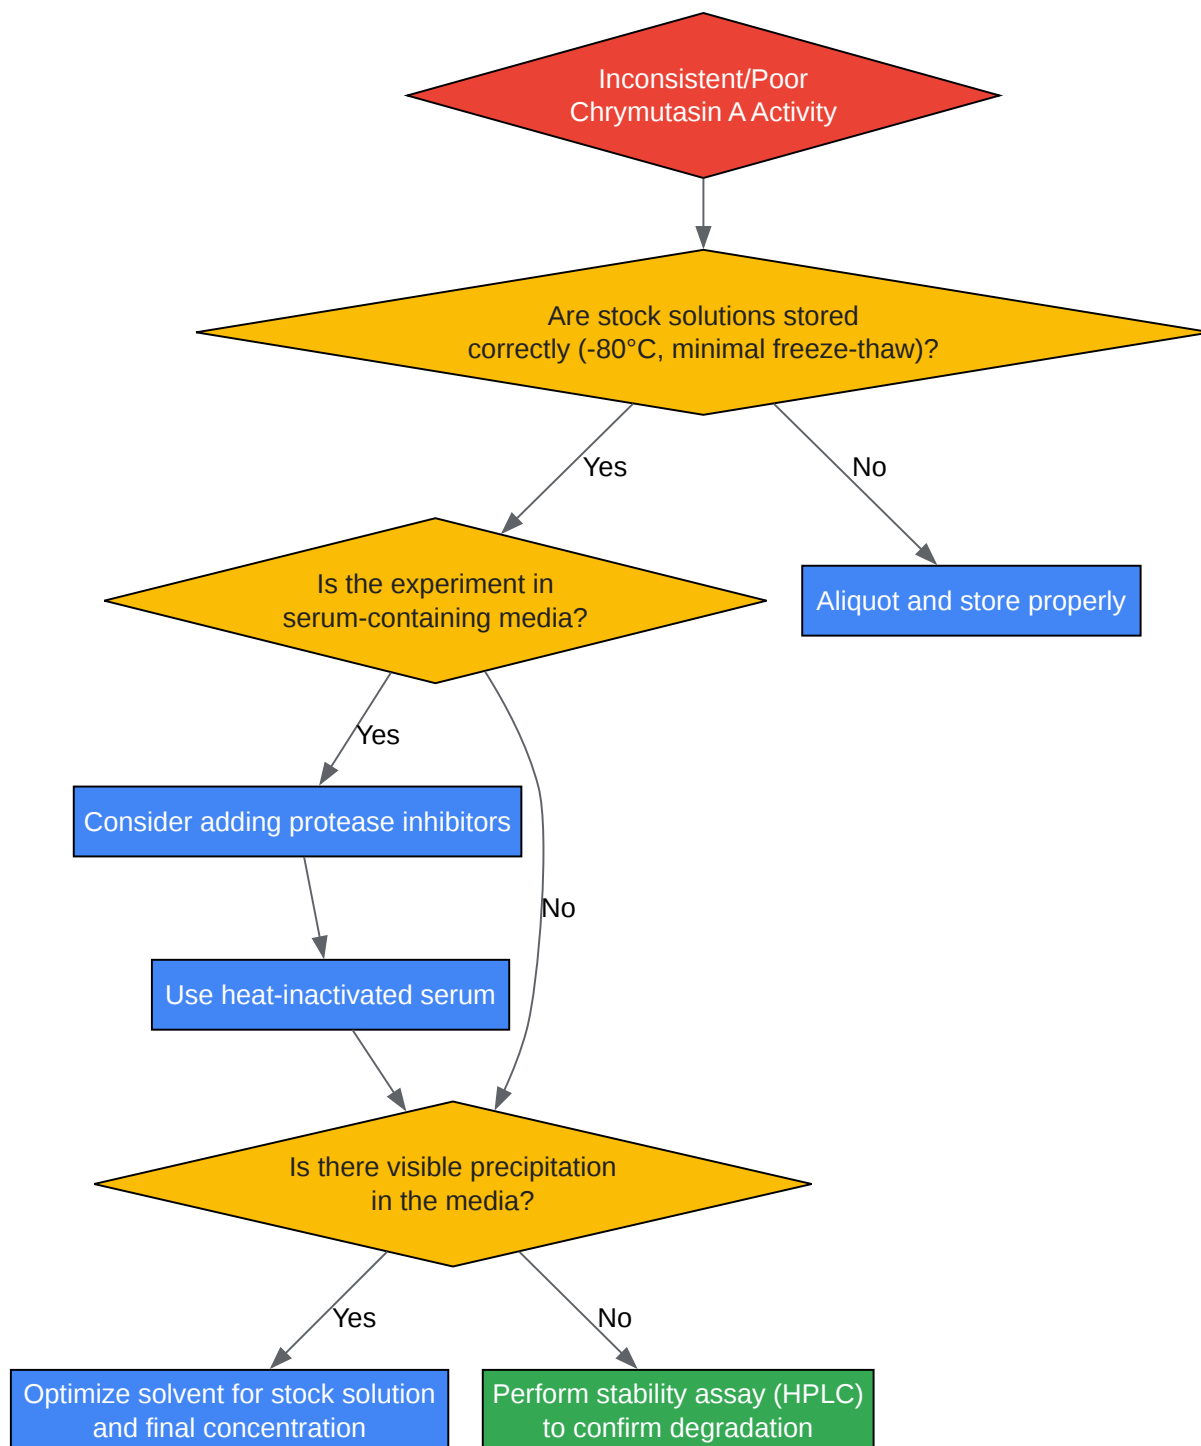 Inconsistent/Poor
Chrymutasin A Activity
Are stock solutions stored
correctly (-80°C, minimal freeze-thaw)?
Yes
No
Is the experiment in
serum-containing media?
Aliquot and store properly
Yes
Consider adding protease inhibitors
No
Use heat-inactivated serum
Is there visible precipitation
in the media?
Yes
No
Optimize solvent for stock solution
and final concentration
Perform stability assay (HPLC)
to confirm degradation